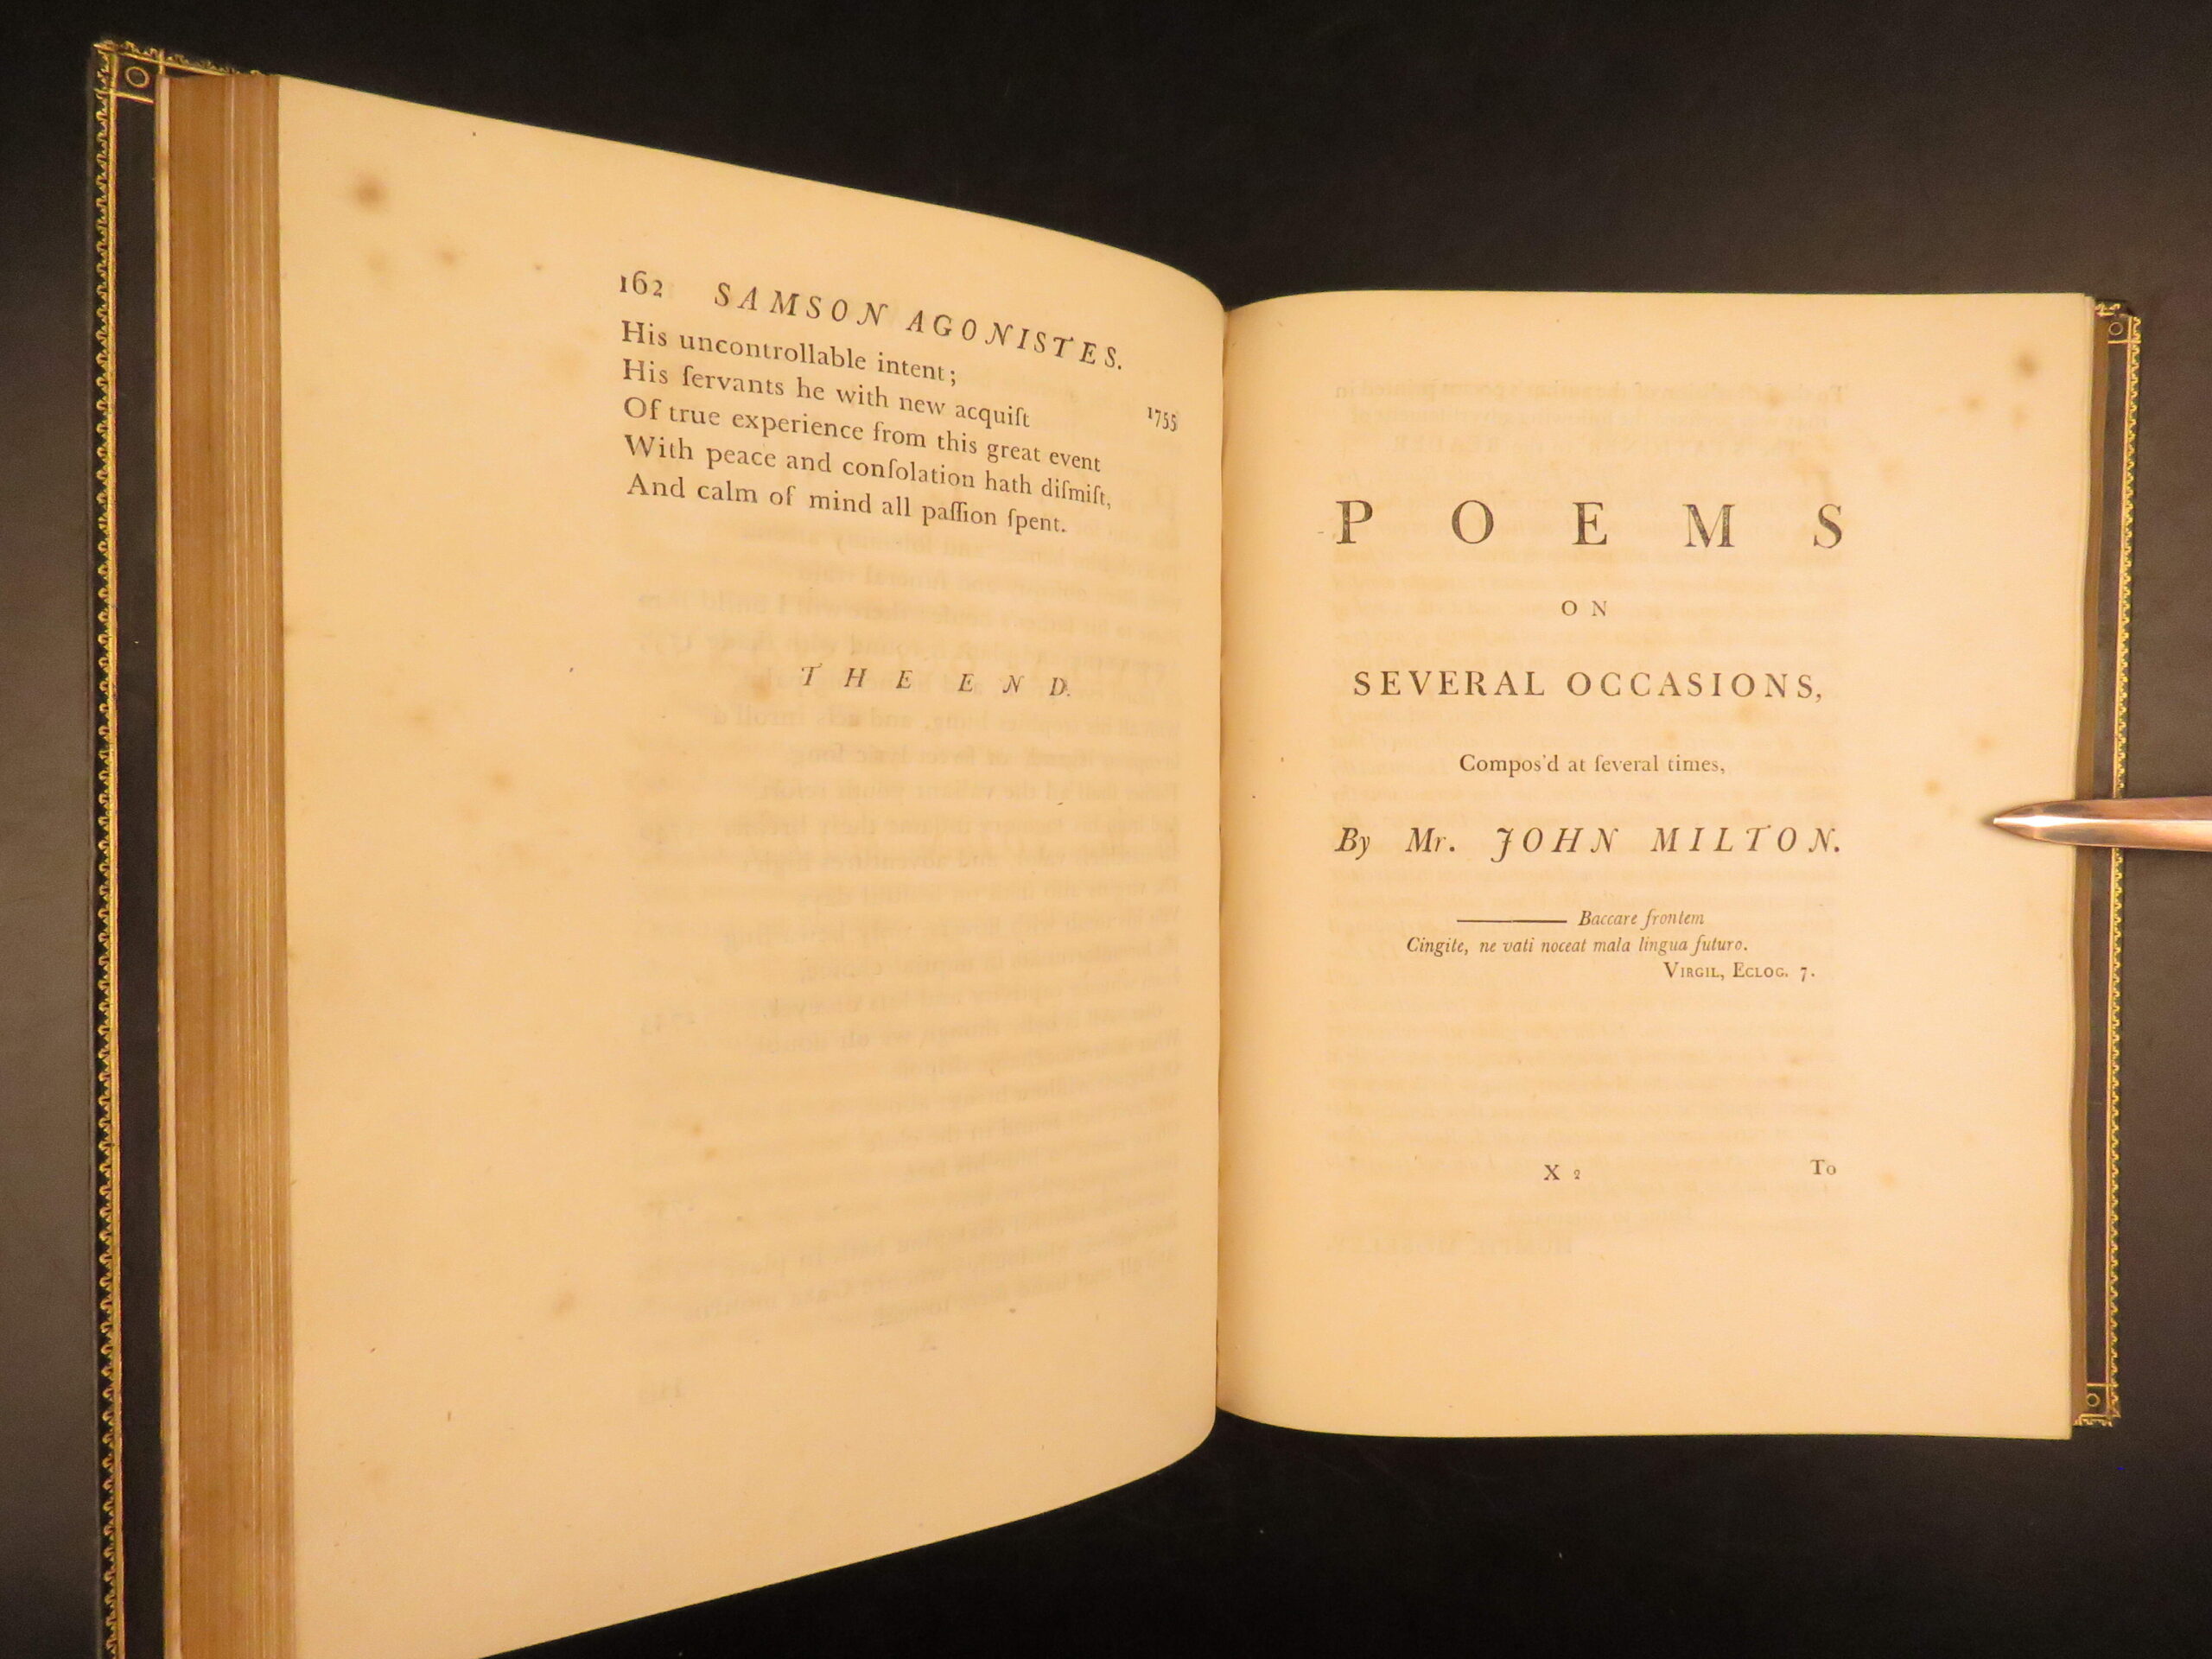 162 SAMSON AGONISTES.
His uncontrollable intent;
His ſervants he with new acquiſt 1755
Of true experience from this great event
With peace and conſolation hath diſmiſt,
And calm of mind all paſſion ſpent.
THE END.
POEMS
ON
SEVERAL OCCASIONS,
Compos'd at ſeveral times,
By Mr. JOHN MILTON.
——— Baccare frontem
Cingite, ne vati noceat mala lingua futuro.
VIRGIL, ECLOG. 7.
X 2 To